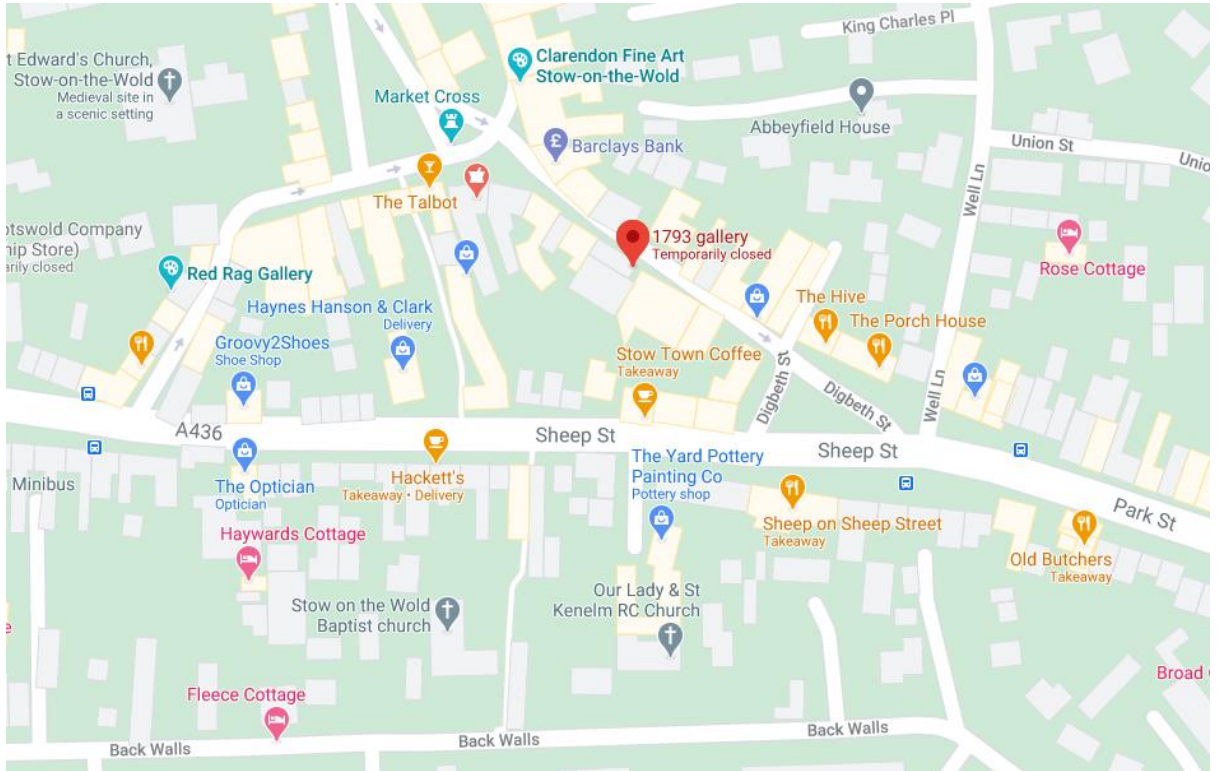 King Charles Pl
t Edward's Church,
Stow-on-the-Wold
Medieval site in
a scenic setting
Clarendon Fine Art
Stow-on-the-Wold
Market Cross
£
Barclays Bank
Abbeyfield House
Union St
Unio
Well Ln
The Talbot
otswold Company
hip Store)
arily closed
Red Rag Gallery
1793 gallery
Temporarily closed
Rose Cottage
Haynes Hanson & Clark
Delivery
The Hive
The Porch House
Groovy2Shoes
Shoe Shop
Stow Town Coffee
Takeaway
Digbeth St
Digbeth St
Well Ln
A436
Sheep St
Sheep St
Minibus
The Optician
Optician
Hackett's
Takeaway • Delivery
The Yard Pottery
Painting Co
Pottery shop
Park St
Sheep on Sheep Street
Takeaway
Haywards Cottage
Old Butchers
Takeaway
Stow on the Wold
Baptist church
Our Lady & St
Kenelm RC Church
e
Fleece Cottage
Broad
Back Walls
Back Walls
Back Walls